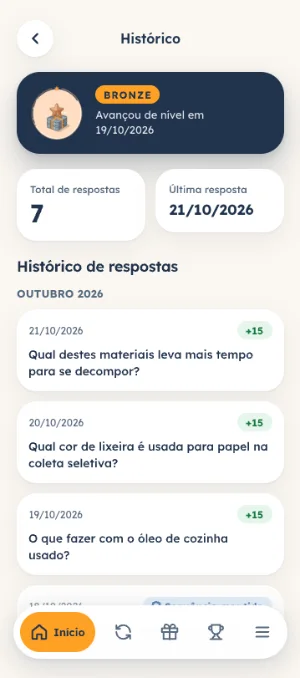 Histórico
BRONZE
Avançou de nível em
19/10/2026
Total de respostas
7
Última resposta
21/10/2026
Histórico de respostas
OUTUBRO 2026
21/10/2026
+15
Qual destes materiais leva mais tempo
para se decompor?
20/10/2026
+15
Qual cor de lixeira é usada para papel na
coleta seletiva?
19/10/2026
+15
O que fazer com o óleo de cozinha
usado?
Início